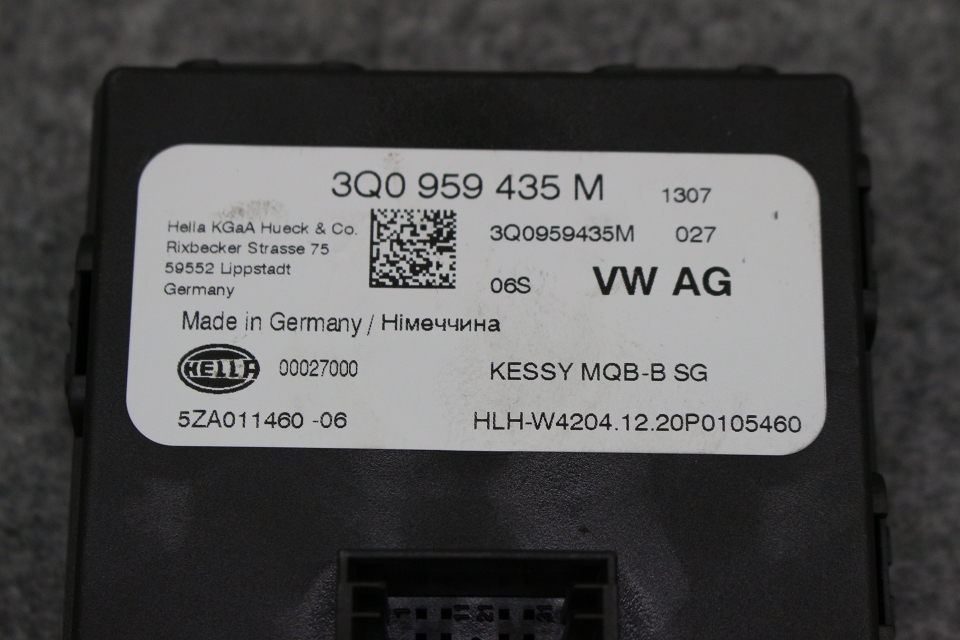 3Q0 959 435 M 1307
Hella KGaA Hueck & Co.
Rixbecker Strasse 75
59552 Lippstadt
Germany
3Q0959435M 027
06S VW AG
Made in Germany / Німеччина
HELLA 00027000 KESSY MQB-B SG
5ZA011460 -06 HLH-W4204.12.20P0105460